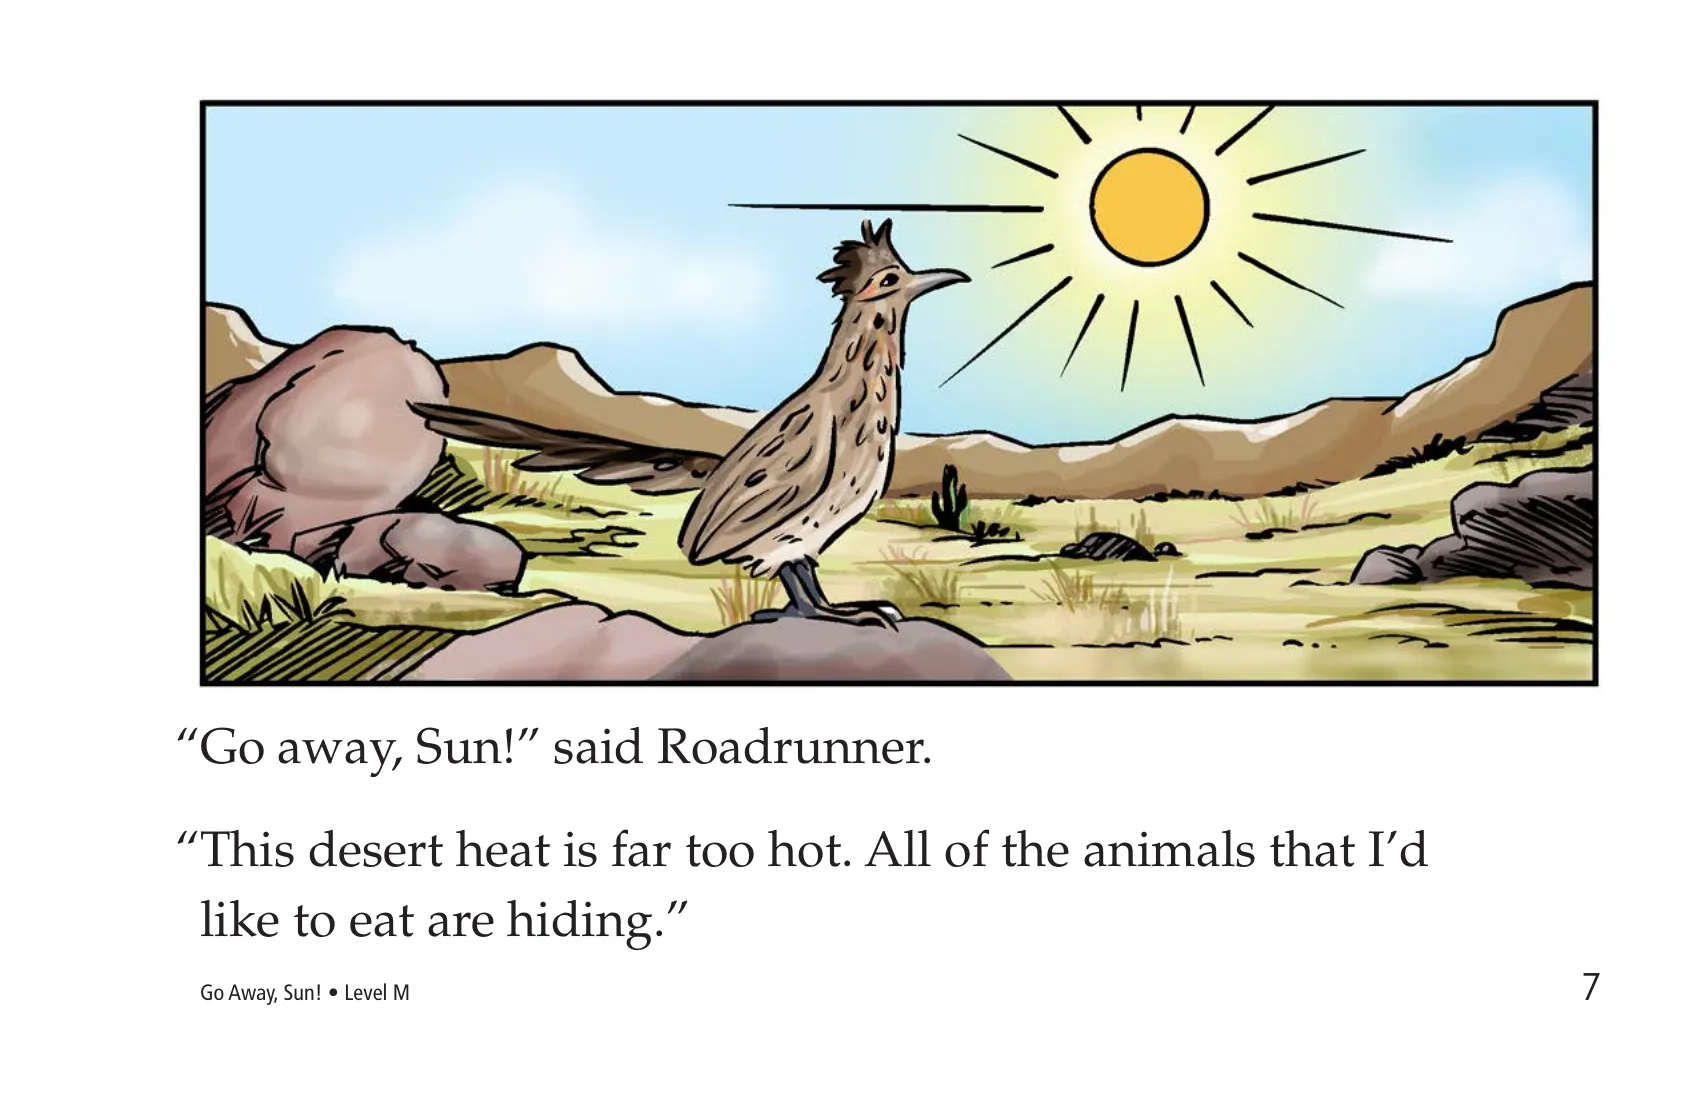 “Go away, Sun!” said Roadrunner.
“This desert heat is far too hot. All of the animals that I’d
like to eat are hiding.”
Go Away, Sun! • Level M
7